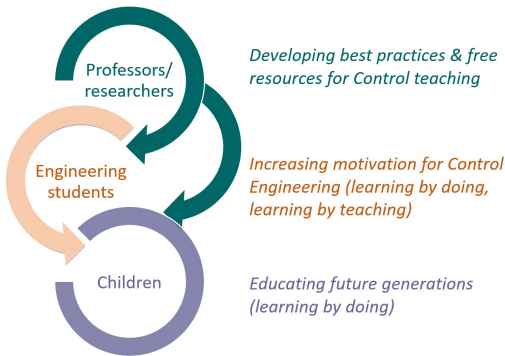 Professors/
researchers
Developing best practices & free
resources for Control teaching
Engineering
students
Increasing motivation for Control
Engineering (learning by doing,
learning by teaching)
Children
Educating future generations
(learning by doing)